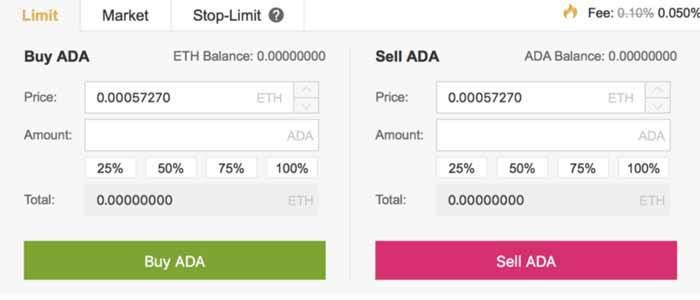 Limit Market Stop-Limit ? Fee: 0.10% 0.050%
Buy ADA ETH Balance: 0.00000000 Sell ADA ADA Balance: 0.00000000
Price: 0.00057270 ETH Price: 0.00057270 ETH
Amount: ADA Amount: ADA
25% 50% 75% 100% 25% 50% 75% 100%
Total: 0.00000000 ETH Total: 0.00000000 ETH
Buy ADA Sell ADA